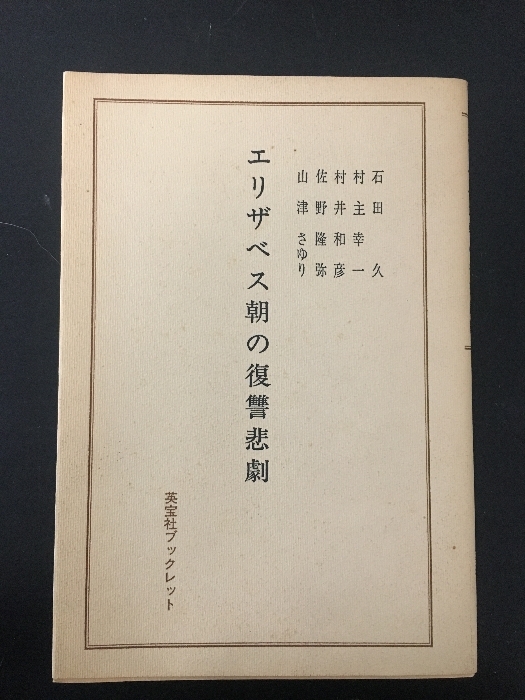 石田 久
村主幸一
村井和彦
佐野隆弥
山津さゆり
エリザベス朝の復讐悲劇
英宝社ブックレット